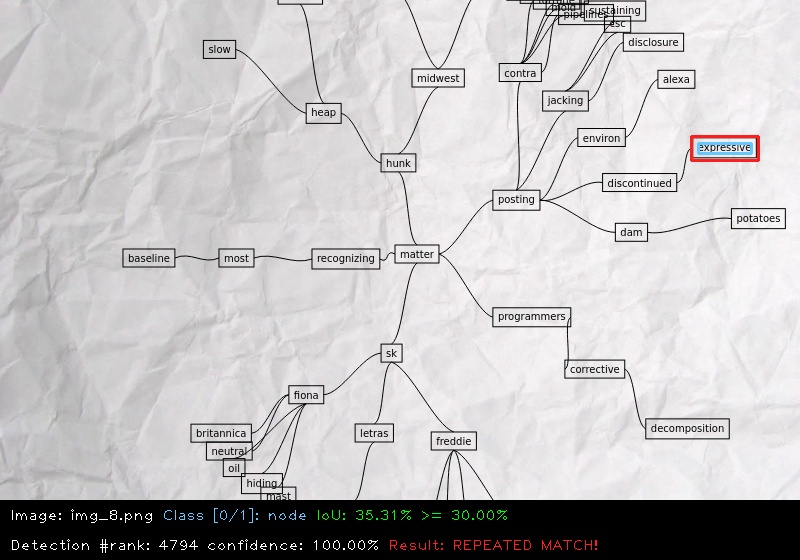 sustaining
pipelines
esc
disclosure
slow
midwest
contra
alexa
jacking
heap
environ
expressive
hunk
discontinued
posting
potatoes
dam
matter
baseline
most
recognizing
programmers
sk
corrective
fiona
decomposition
britannica
letras
freddie
neutral
oil
hiding
mast
Image: img_8.png Class [0/1]: node IoU: 35.31% >= 30.00%
Detection #rank: 4794 confidence: 100.00% Result: REPEATED MATCH!